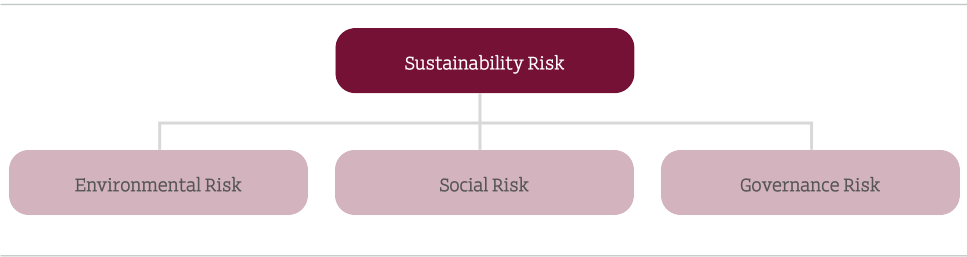 Sustainability Risk
Environmental Risk
Social Risk
Governance Risk